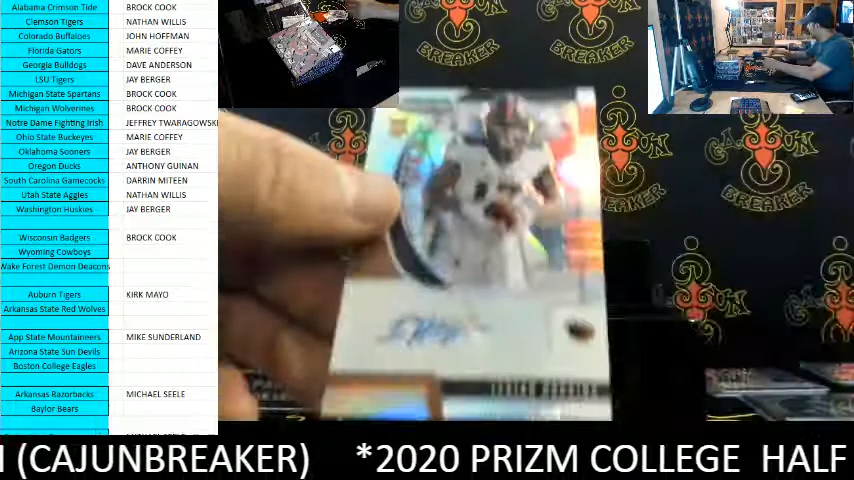 Alabama Crimson Tide BROCK COOK
Clemson Tigers NATHAN WILLIS
Colorado Buffalpes JOHN HOFFMAN
Florida Gators MARIE COFFEY
Georgia Bulldogs DAVE ANDERSON
LSU Tigers JAY BERGER
Michigan State Spartans BROCK COOK
Michigan Wolverines BROCK COOK
Notre Dame Fighting Irish JEFFREY TWARAGOWSKI
Ohio State Buckeyes MARIE COFFEY
Oklahoma Sooners JAY BERGER
Oregon Ducks ANTHONY GUINAN
South Carolina Gamecocks DARRIN MITEEN
Utah State Aggies NATHAN WILLIS
Washington Huskies JAY BERGER
Wisconsin Badgers BROCK COOK
Wyoming Cowboys
Wake Forest Demon Deacons
Auburn Tigers KIRK MAYO
Arkansas State Red Wolves
App State Mountaineers MIKE SUNDERLAND
Arizona State Sun Devils
Boston College Eagles
Arkansas Razorbacks MICHAEL SEELE
Baylor Bears
CAJUN
BREAKER
CAJUN
BREAKER
CAJUN
BREAKER
(CAJUNBREAKER) *2020 PRIZM COLLEGE HALF